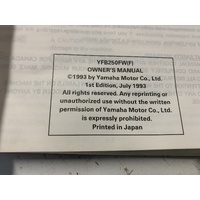 YFB250FW(F)
OWNER'S MANUAL
©1993 by Yamaha Motor Co., Ltd.
1st Edition, July 1993
All rights reserved. Any reprinting or
unauthorized use without the written
permission of Yamaha Motor Co., Ltd.
is expressly prohibited.
Printed in Japan